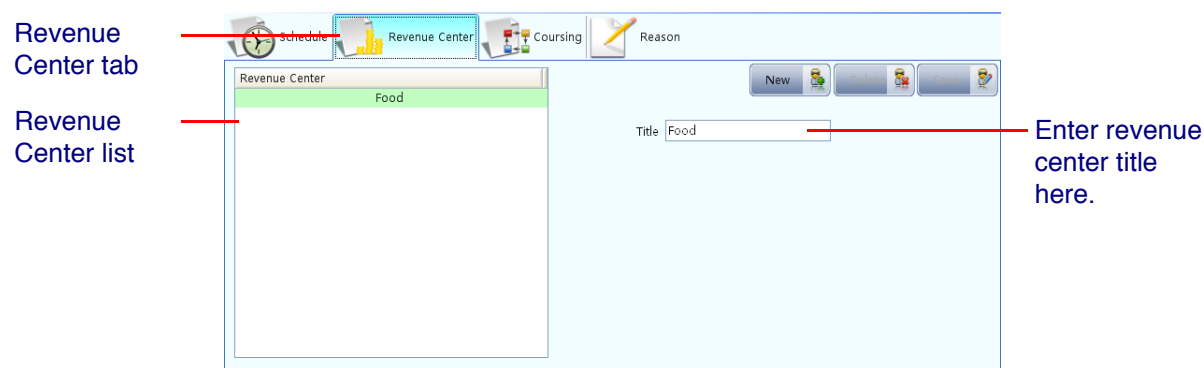 Revenue
Center tab
Schedule
Revenue Center
Coursing
Reason
Revenue Center
New
Food
Revenue
Center list
Title Food
Enter revenue
center title
here.